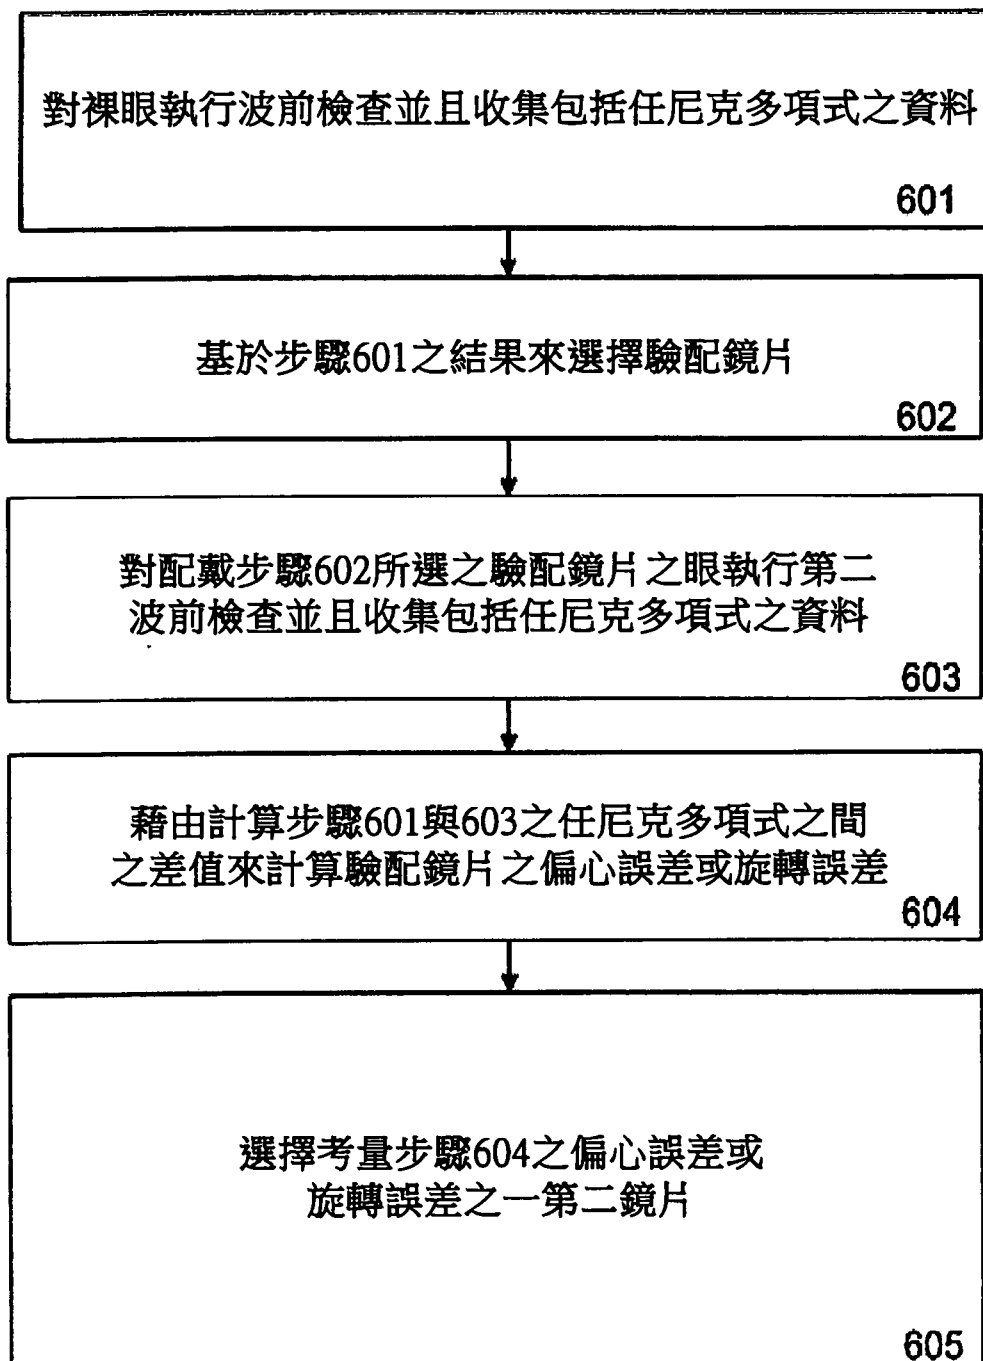 對裸眼執行波前檢查並且收集包括任尼克多項式之資料
601
基於步驟601之結果來選擇驗配鏡片
602
對配戴步驟602所選之驗配鏡片之眼執行第二
波前檢查並且收集包括任尼克多項式之資料
603
藉由計算步驟601與603之任尼克多項式之間
之差值來計算驗配鏡片之偏心誤差或旋轉誤差
604
選擇考量步驟604之偏心誤差或
旋轉誤差之一第二鏡片
605